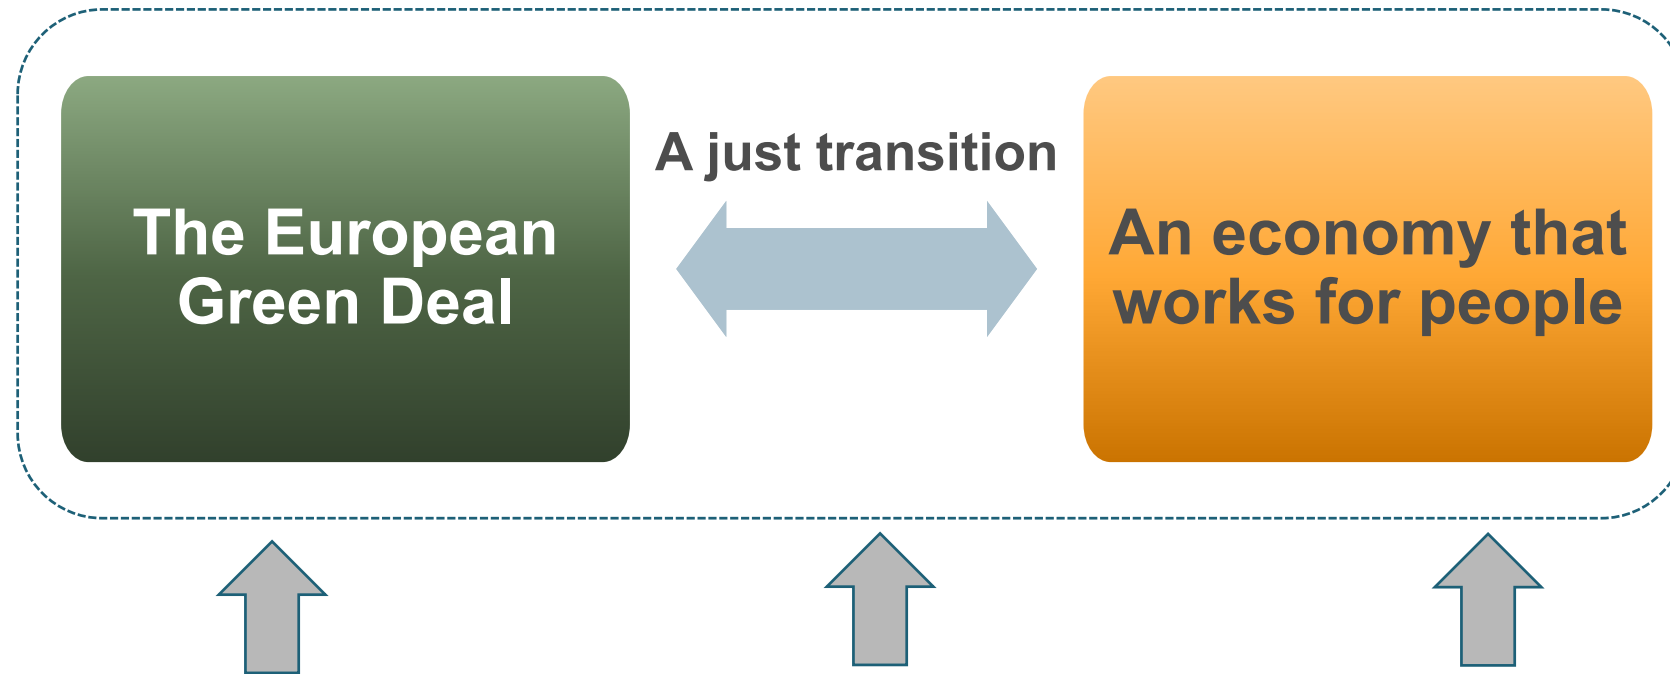 The European
Green Deal
A just transition
An economy that
works for people